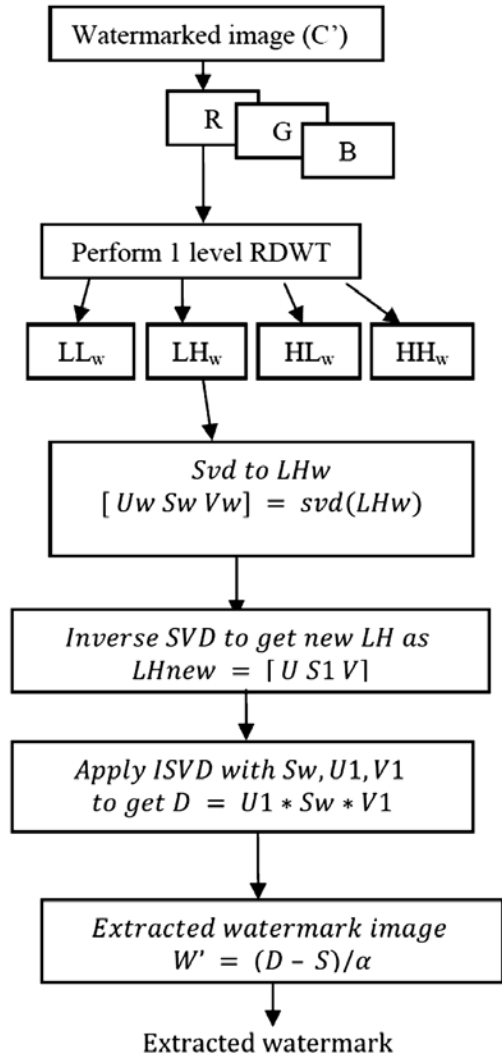 Watermarked image (C’)
R
G
B
Perform 1 level RDWT
LLw LHw HLw HHw
Svd to LHw
[ Uw Sw Vw] = svd(LHw)
Inverse SVD to get new LH as
LHnew = ⌈U S1 V⌉
Apply ISVD with Sw, U1, V1
to get D = U1 * Sw * V1
Extracted watermark image
W’ = (D – S)/α
Extracted watermark